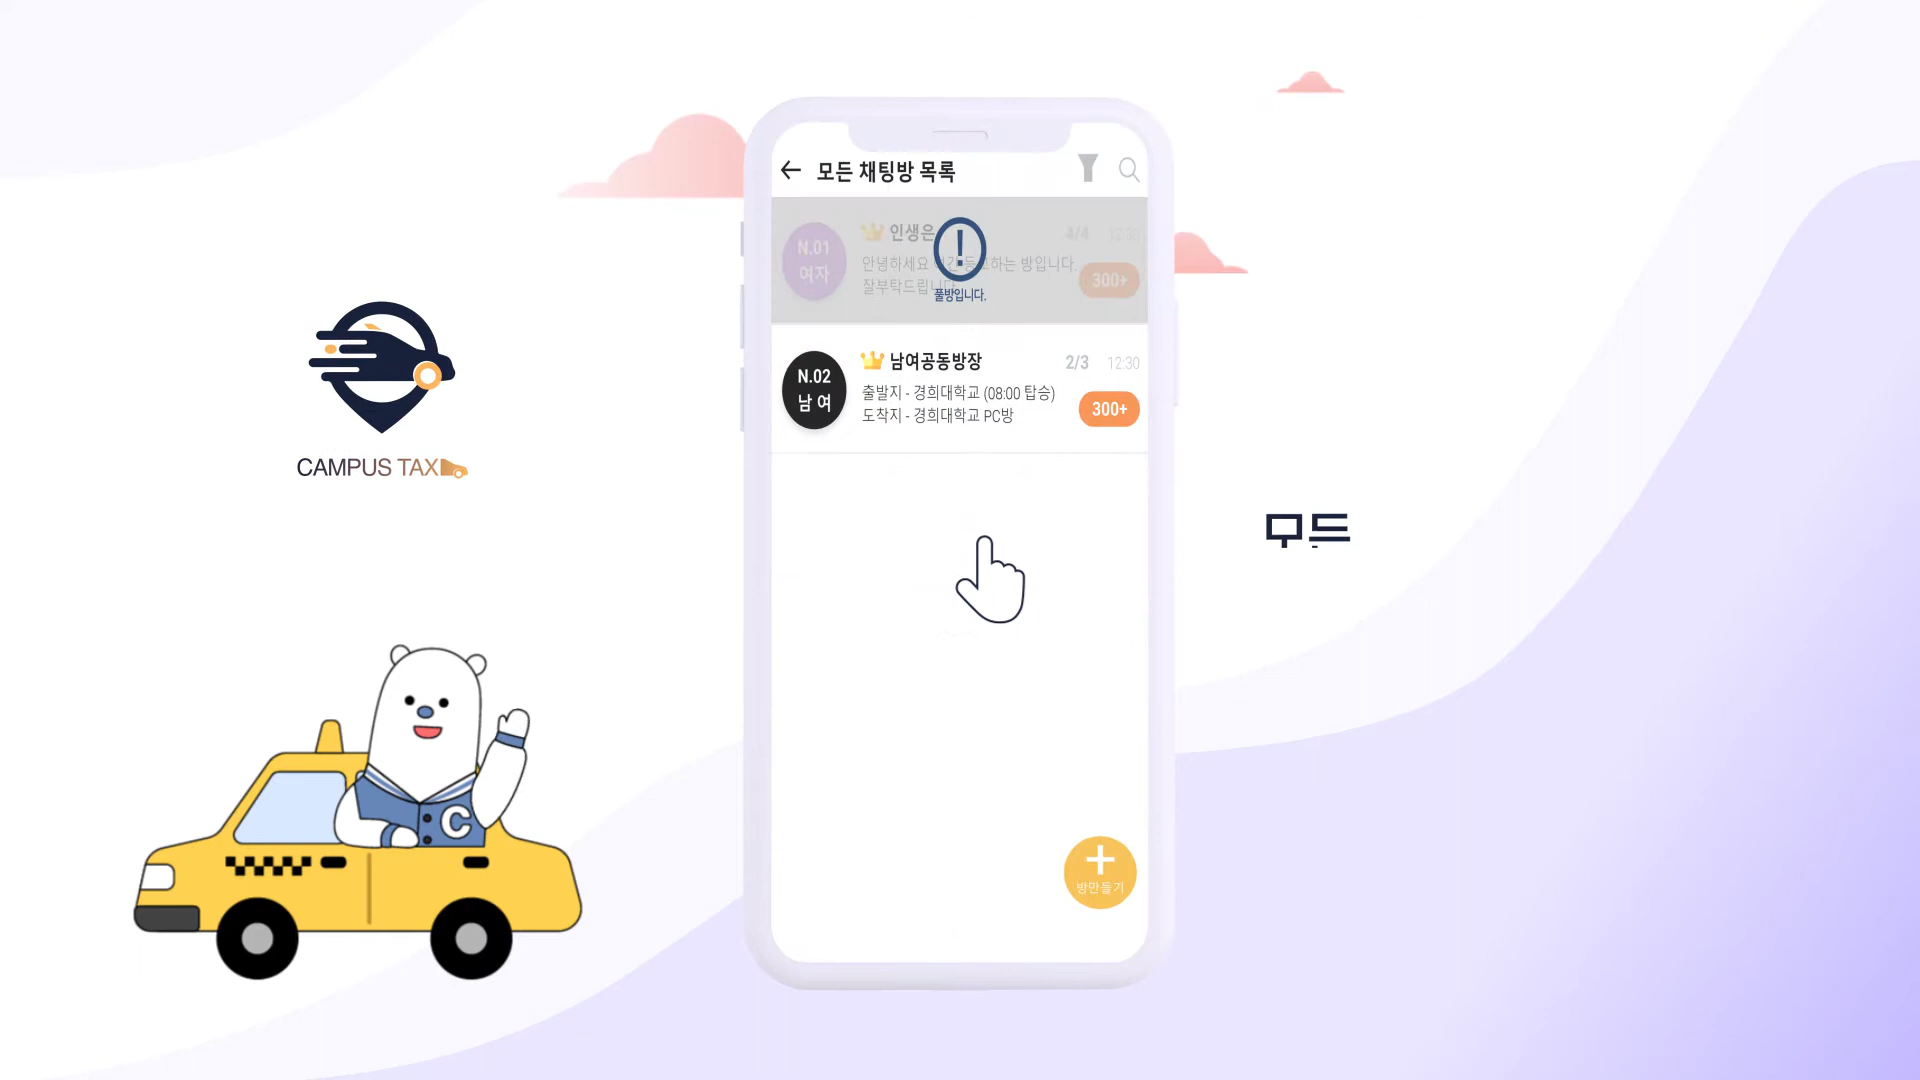 CAMPUS TAX
C
모든 채팅방 목록
N.01
여자
인생은
4/4 12:30
안녕하세요
하는 방입니다.
잘부탁드립니다
300+
풀방입니다.
N.02
남 여
남여공동방장
2/3 12:30
출발지 - 경희대학교 (08:00 탑승)
도착지 - 경희대학교 PC방
300+
방만들기
모든